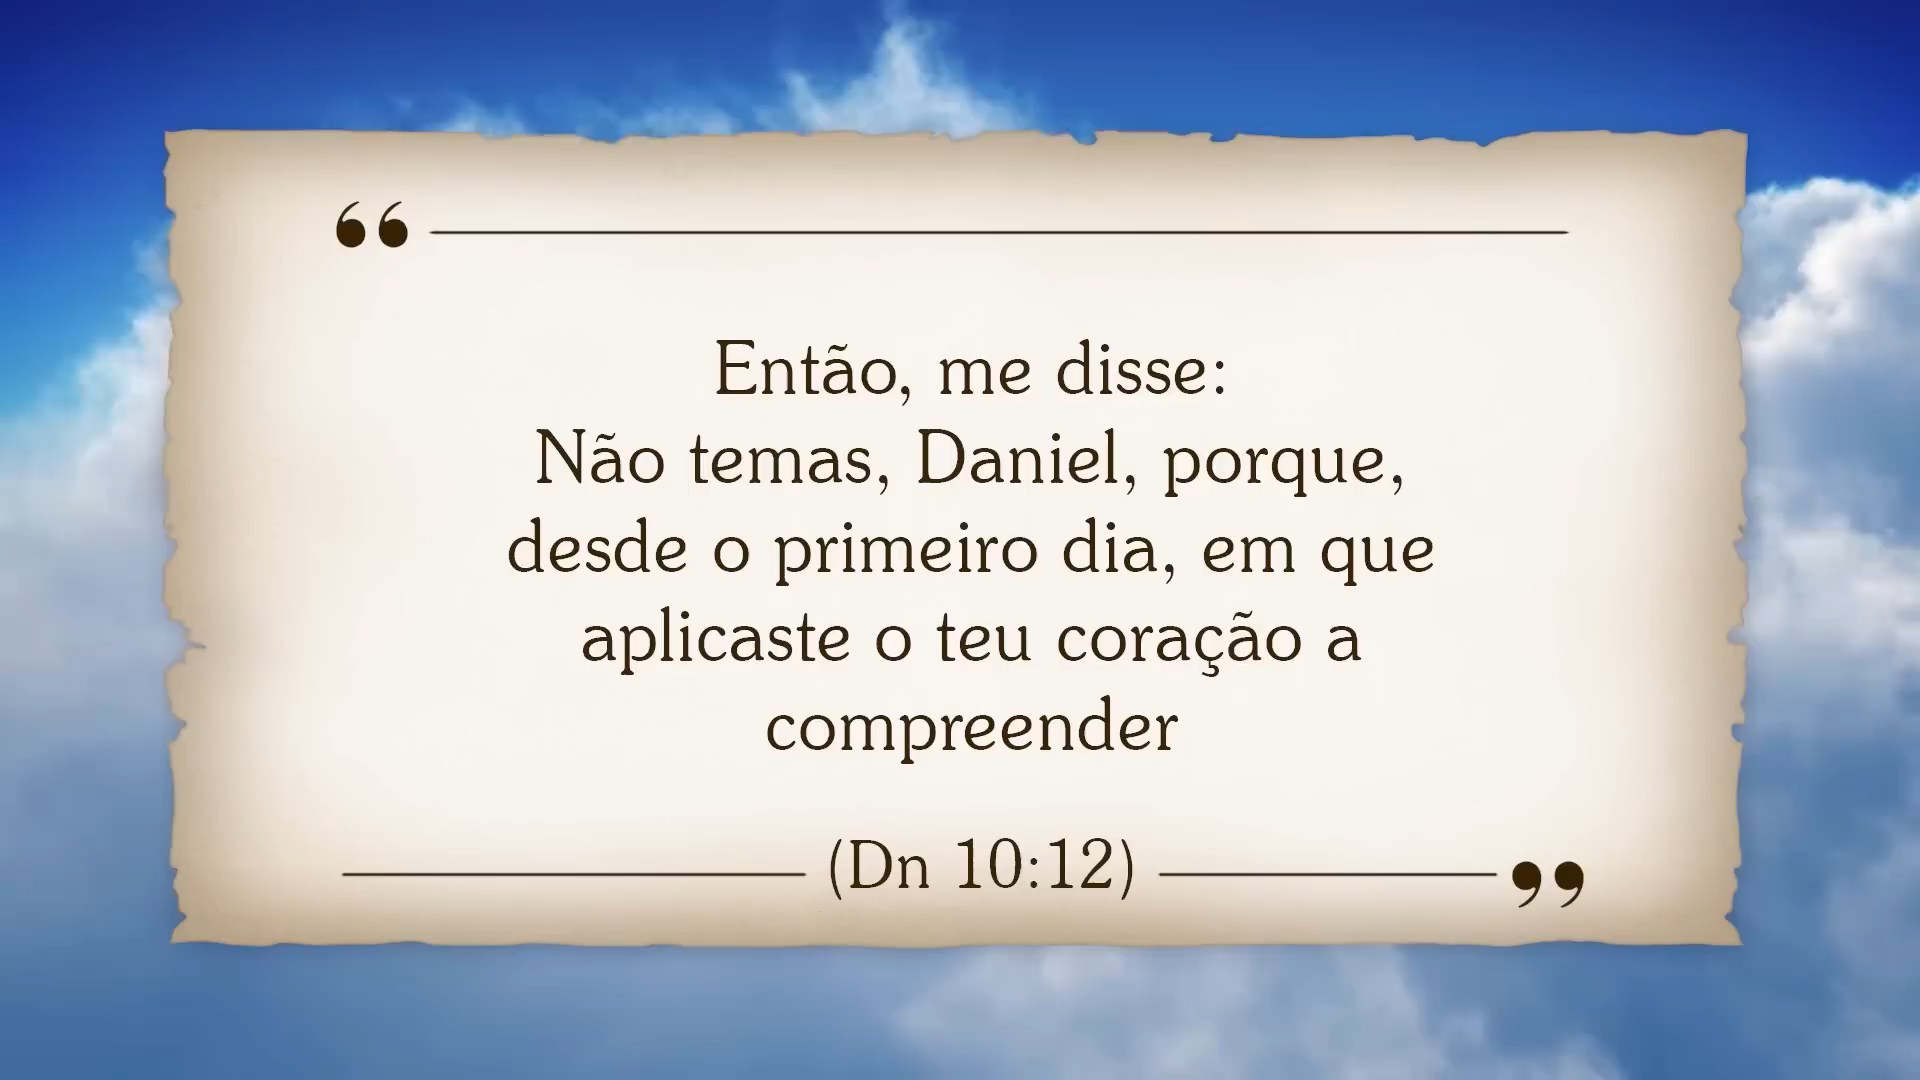 “
Então, me disse:
Não temas, Daniel, porque,
desde o primeiro dia, em que
aplicaste o teu coração a
compreender
(Dn 10:12)
”